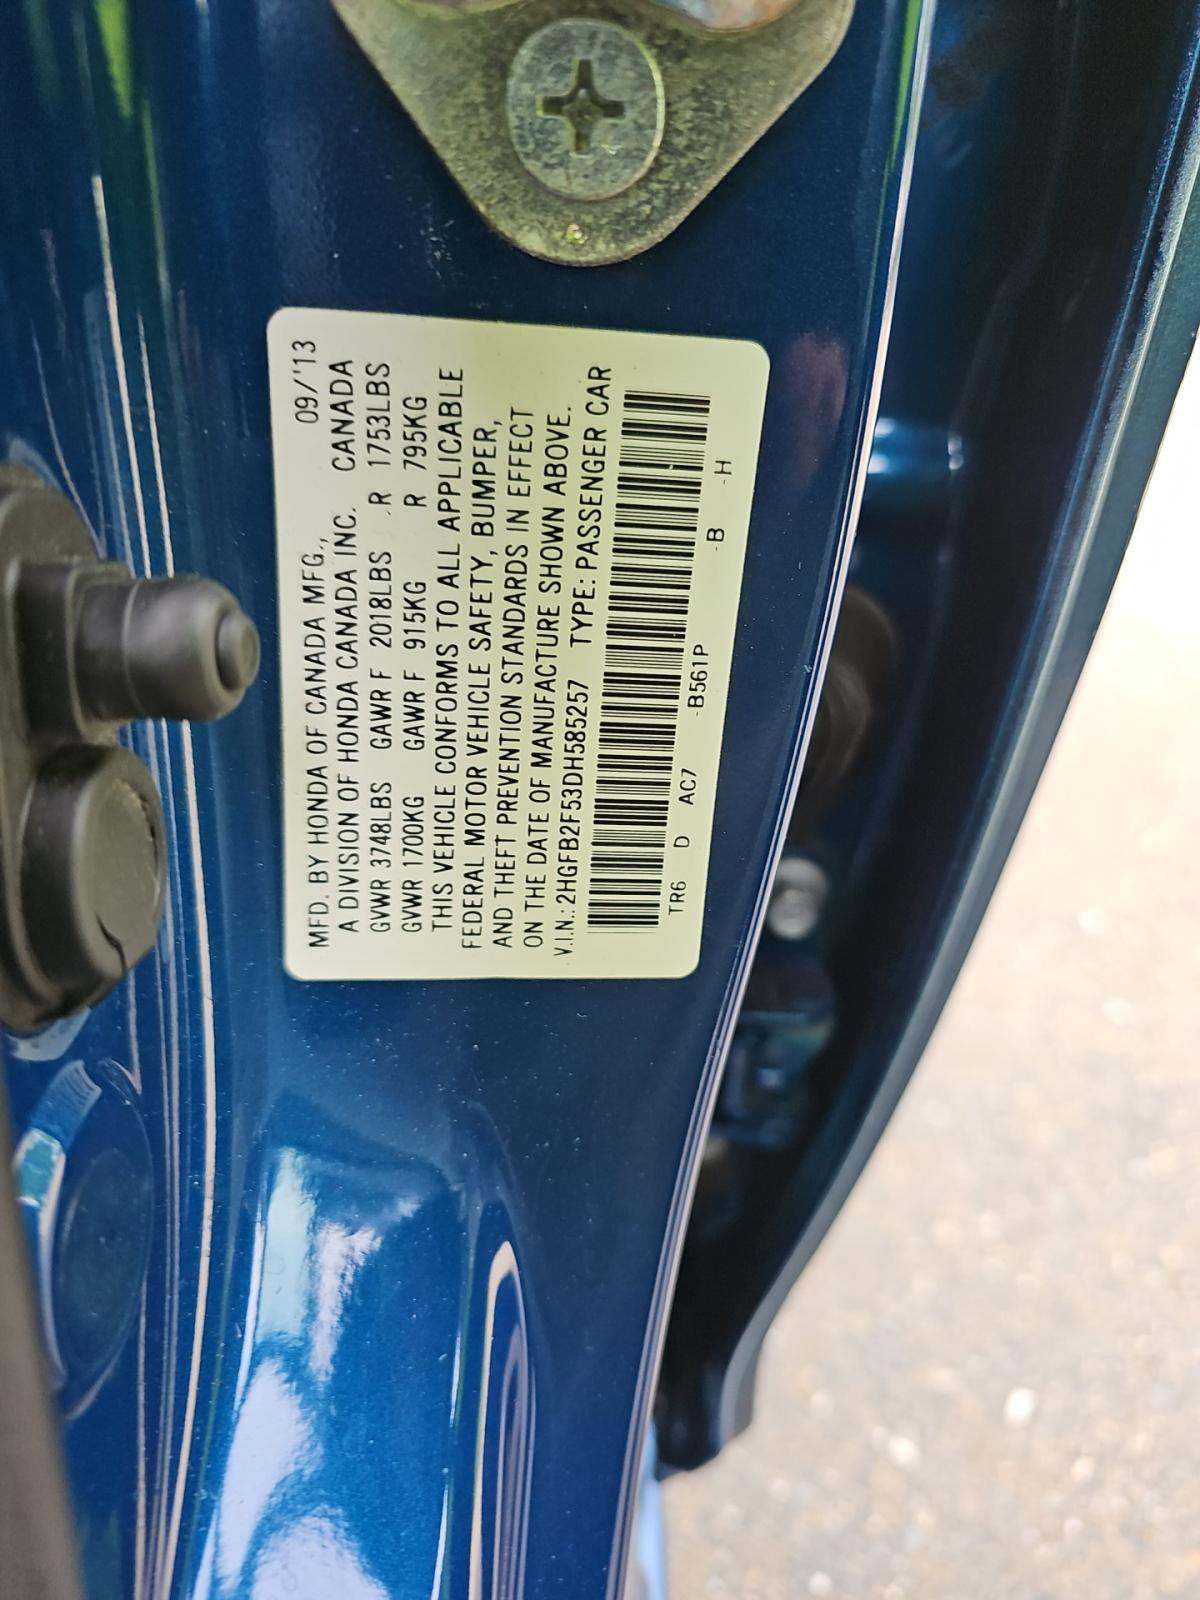 09/'13
MFD. BY HONDA OF CANADA MFG.,
A DIVISION OF HONDA CANADA INC. CANADA
GVWR 3748LBS GAWR F 2018LBS R 1753LBS
GVWR 1700KG GAWR F 915KG R 795KG
THIS VEHICLE CONFORMS TO ALL APPLICABLE
FEDERAL MOTOR VEHICLE SAFETY, BUMPER,
AND THEFT PREVENTION STANDARDS IN EFFECT
ON THE DATE OF MANUFACTURE SHOWN ABOVE.
V.I.N.: 2HGFB2F53DH585257 TYPE: PASSENGER CAR
TR6 D AC7 -B561P -B -H